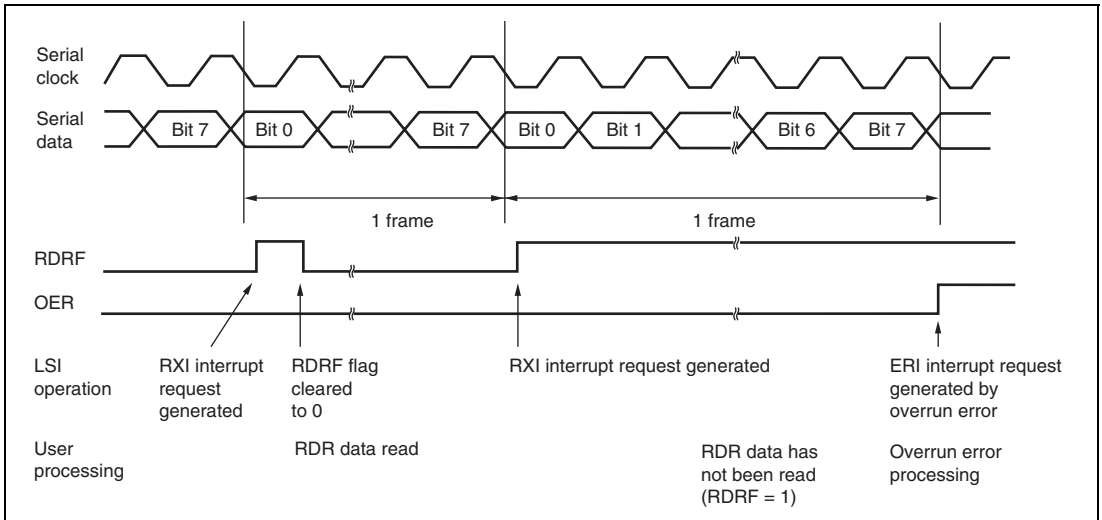 Serial
clock
Serial
data
Bit 7
Bit 0
Bit 7
Bit 0
Bit 1
Bit 6
Bit 7
1 frame
1 frame
RDRF
OER
LSI
operation
RXI interrupt
request
generated
RDRF flag
cleared
to 0
RXI interrupt request generated
ERI interrupt request
generated by
overrun error
User
processing
RDR data read
RDR data has
not been read
(RDRF = 1)
Overrun error
processing